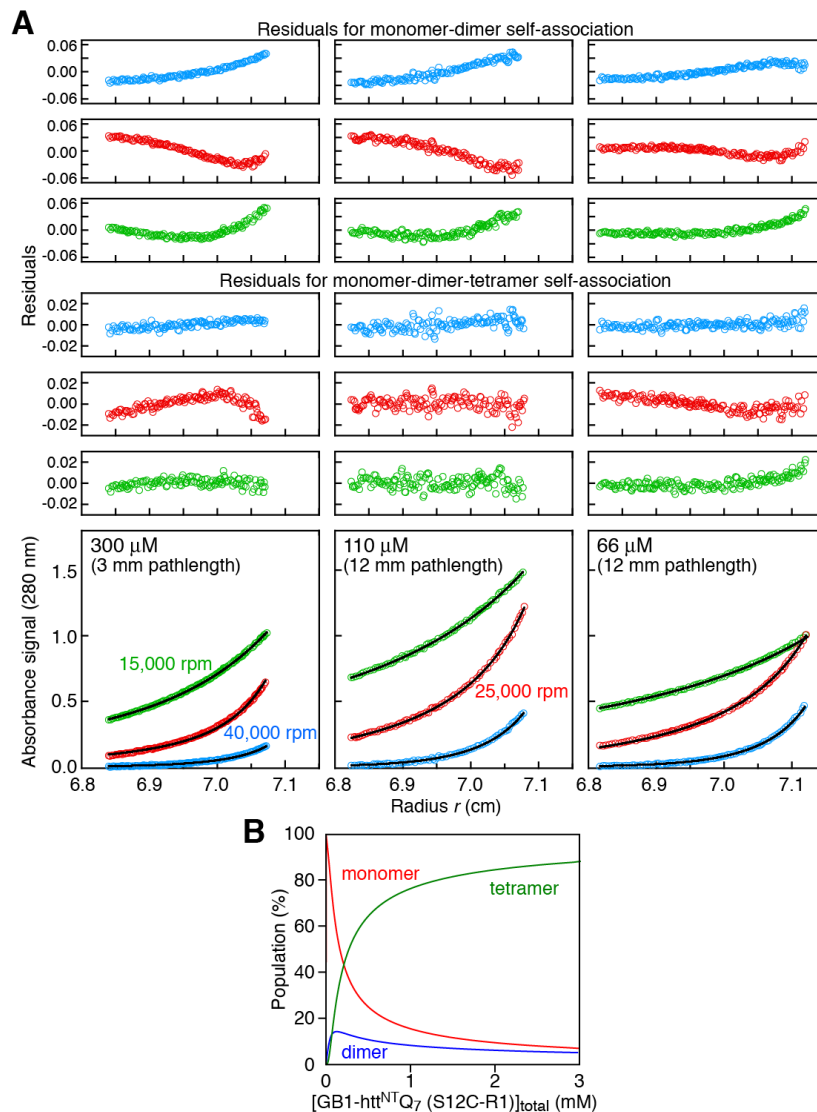 A
Residuals for monomer-dimer self-association
0.06
0.00
-0.06
0.06
0.00
-0.06
0.06
0.00
-0.06
Residuals
Residuals for monomer-dimer-tetramer self-association
0.02
0.00
-0.02
0.02
0.00
-0.02
0.02
0.00
-0.02
Absorbance signal (280 nm)
300 μM
(3 mm pathlength)
110 μM
(12 mm pathlength)
66 μM
(12 mm pathlength)
1.5
1.0
0.5
0.0
15,000 rpm
25,000 rpm
40,000 rpm
6.8 6.9 7.0 7.1 6.8 6.9 7.0 7.1 6.8 6.9 7.0 7.1
Radius r (cm)
B
Population (%)
100
80
60
40
20
0
monomer
tetramer
dimer
0 1 2 3
[GB1-httᴺᵀQ₇ (S12C-R1)]total (mM)